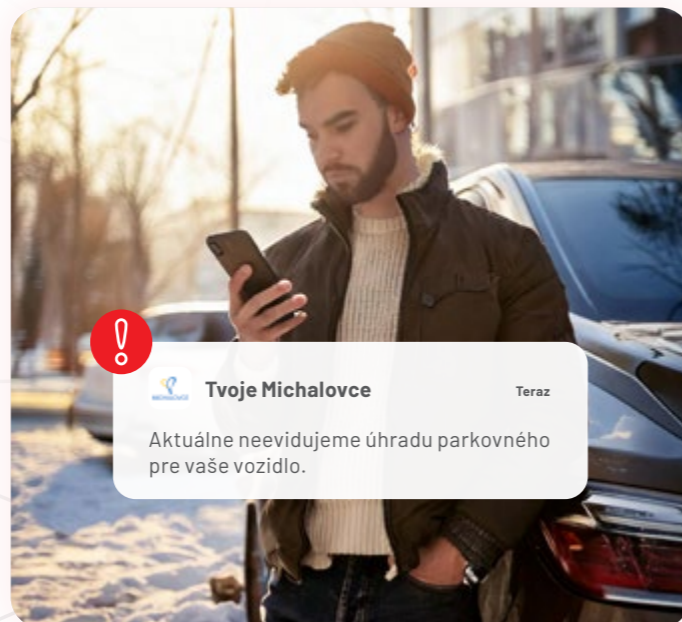 Tvoje Michalovce
Teraz
Aktuálne neevidujeme úhradu parkovného
pre vaše vozidlo.